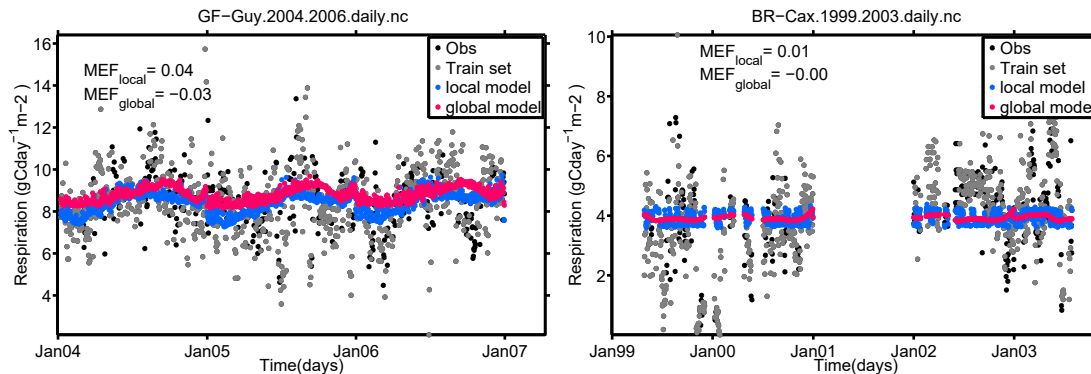 GF−Guy.2004.2006.daily.nc
16
14
12
10
8
6
4
Respiration (gCday−1m−2 )
MEFlocal= 0.04
MEFglobal= −0.03
Obs
Train set
local model
global model
Jan04
Jan05
Jan06
Jan07
Time(days)
BR−Cax.1999.2003.daily.nc
10
8
6
4
2
Respiration (gCday−1m−2 )
MEFlocal= 0.01
MEFglobal= −0.00
Obs
Train set
local model
global model
Jan99
Jan00
Jan01
Jan02
Jan03
Time(days)